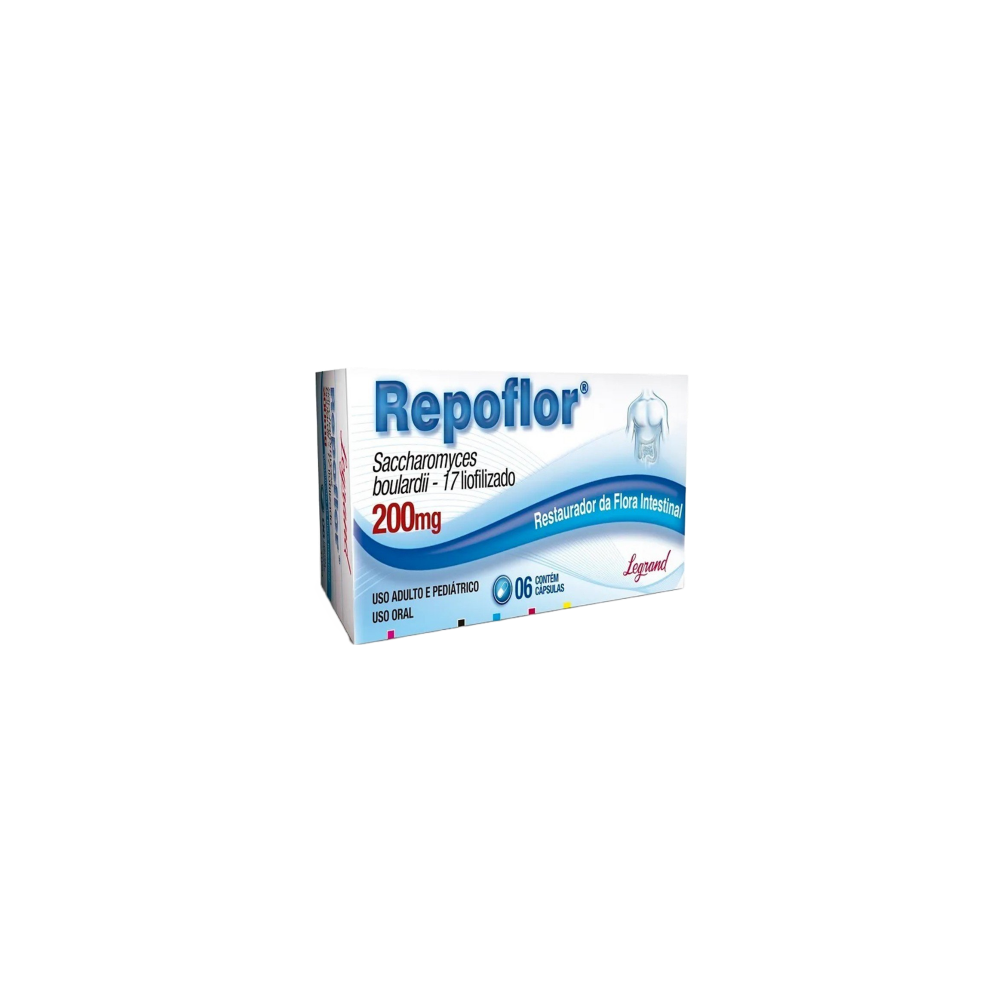 Repoflor®
Saccharomyces
boulardii - 17 liofilizado
200mg
Restaurador da Flora Intestinal
Legrand
USO ADULTO E PEDIÁTRICO
USO ORAL
06 CONTÉM
CÁPSULAS
Legrand